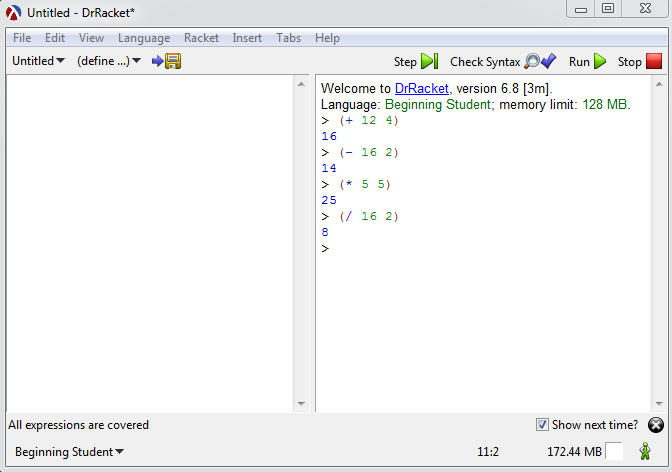 Untitled - DrRacket*
File Edit View Language Racket Insert Tabs Help
Untitled (define ...) Step Check Syntax Run Stop
Welcome to DrRacket, version 6.8 [3m].
Language: Beginning Student; memory limit: 128 MB.
> (+ 12 4)
16
> (- 16 2)
14
> (* 5 5)
25
> (/ 16 2)
8
>
All expressions are covered Show next time?
Beginning Student 11:2 172.44 MB